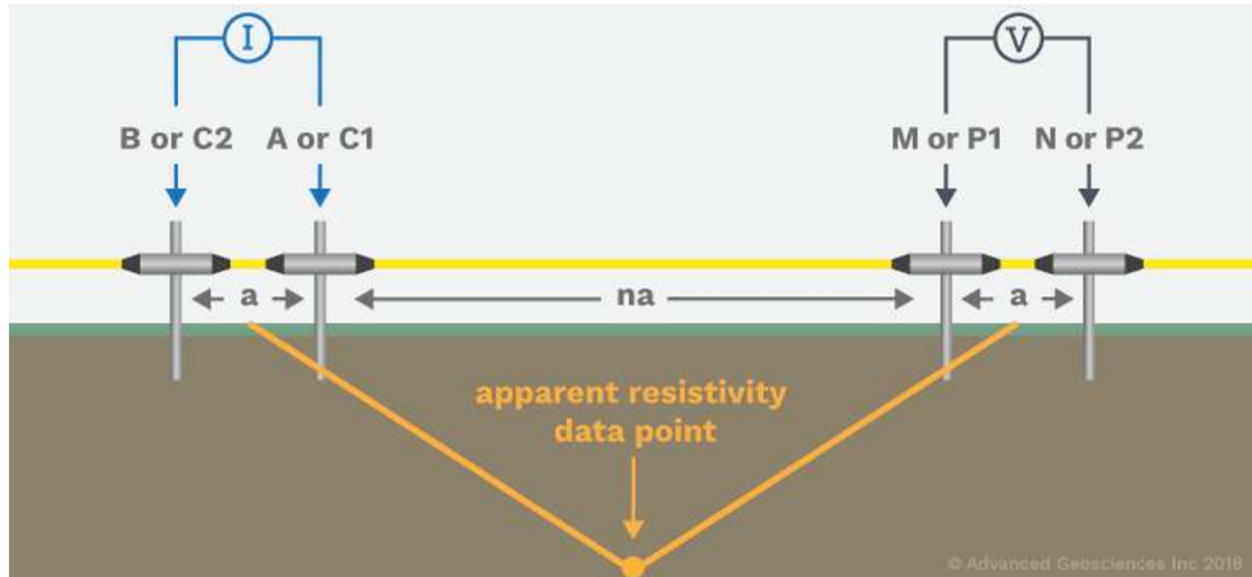 I
V
B or C2
A or C1
M or P1
N or P2
a
na
a
apparent resistivity
data point
© Advanced Geosciences Inc 2018